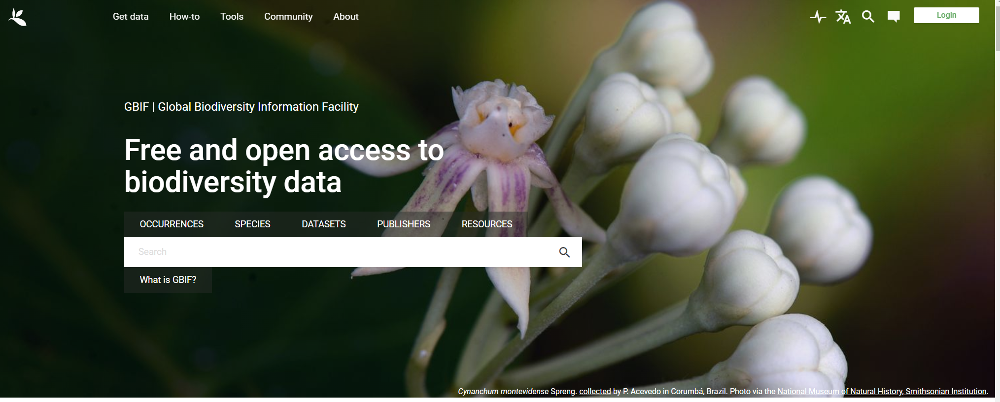 Get data How-to Tools Community About Login
GBIF | Global Biodiversity Information Facility
Free and open access to
biodiversity data
OCCURRENCES SPECIES DATASETS PUBLISHERS RESOURCES
Search
What is GBIF?
Cynanchum montevidense Spreng. collected by P. Acevedo in Corumbá, Brazil. Photo via the National Museum of Natural History, Smithsonian Institution.